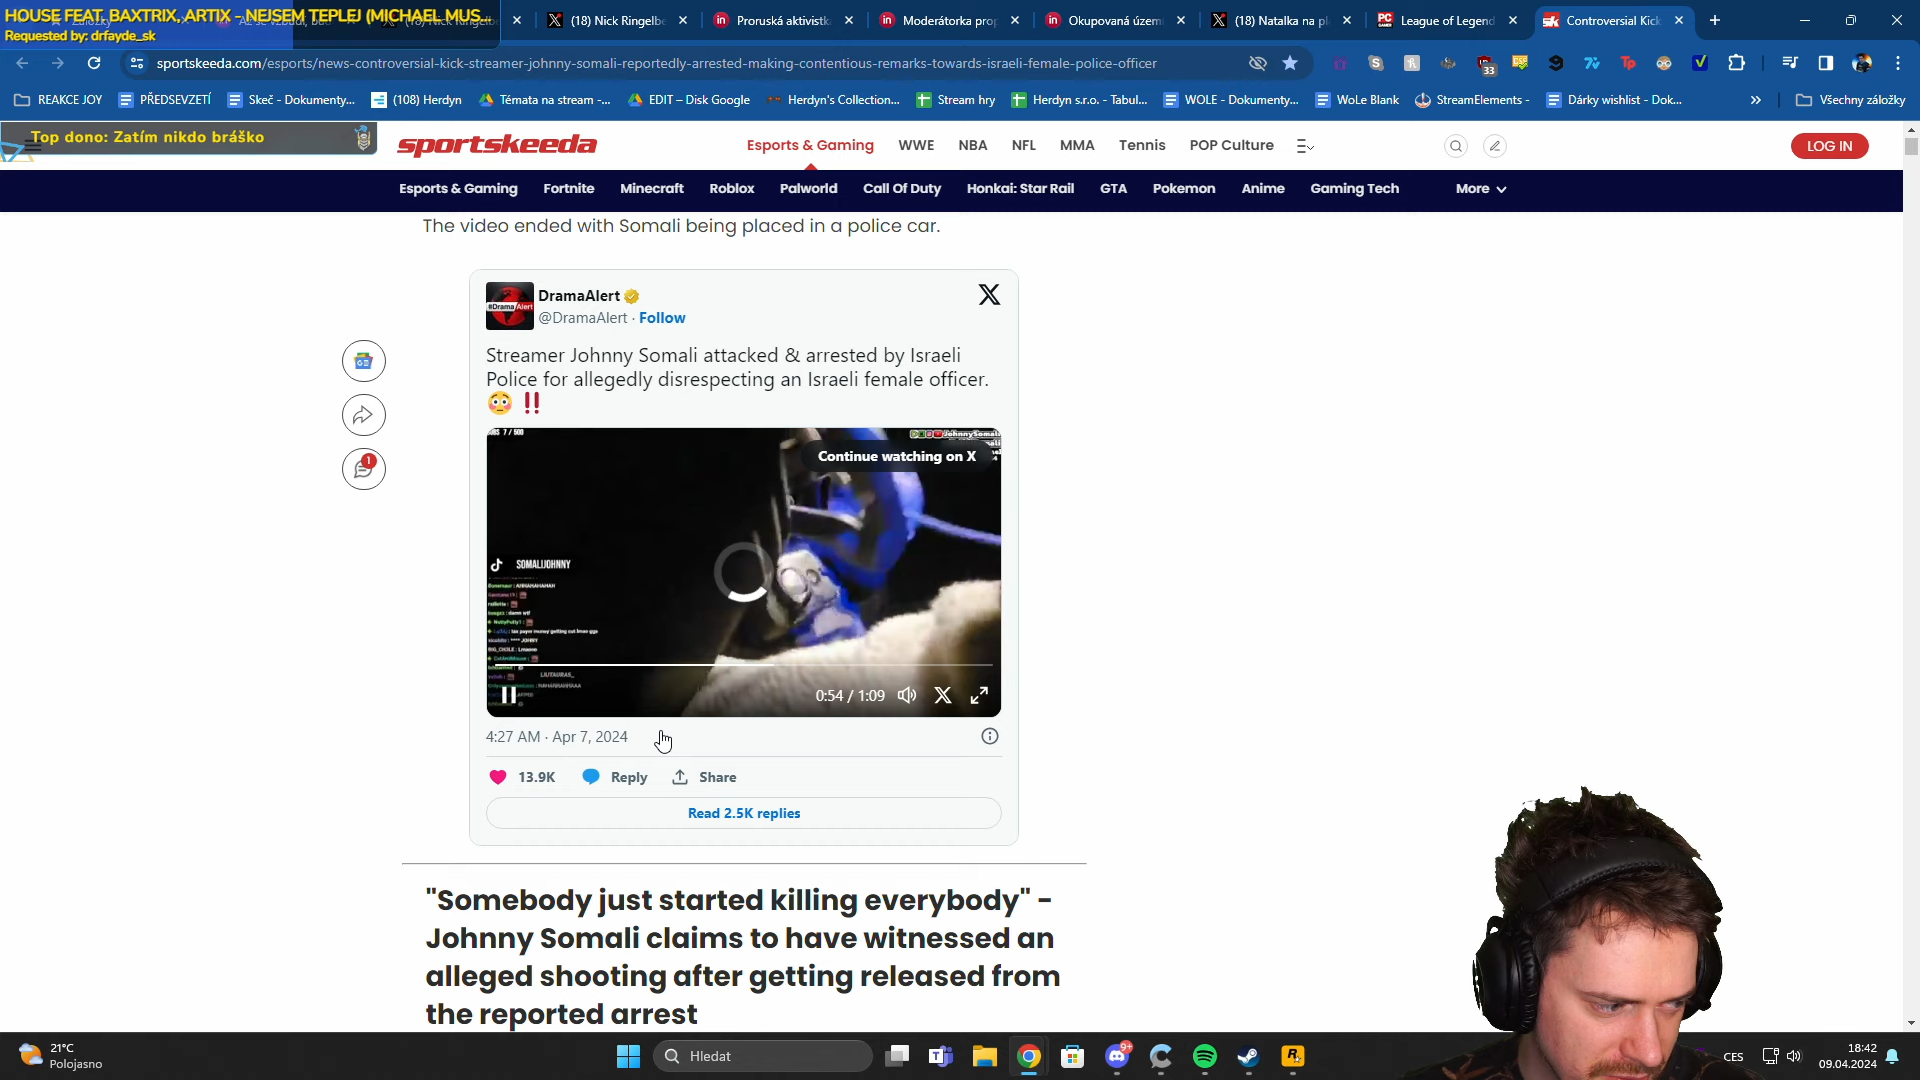 HOUSE FEAT. BAXTRIX, ARTIX - NEJSEM TEPLEJ (MICHAEL MUS...
Requested by: drfayde_sk
(18) Nick Ringelbe
Proruská aktivistk
Moderátorka prop
Okupovaná územ
(18) Natalka na pl
League of Legend
Controversial Kick
sportskeeda.com/esports/news-controversial-kick-streamer-johnny-somali-reportedly-arrested-making-contentious-remarks-towards-israeli-female-police-officer
33
REAKCE JOY
PŘEDSEVZETÍ
Skeč - Dokumenty...
(108) Herdyn
Témata na stream -...
EDIT – Disk Google
Herdyn's Collection...
Stream hry
Herdyn s.r.o. - Tabul...
WOLE - Dokumenty...
WoLe Blank
StreamElements -
Dárky wishlist - Dok...
Všechny záložky
Top dono: Zatím nikdo bráško
sportskeeda
Esports & Gaming
WWE
NBA
NFL
MMA
Tennis
POP Culture
LOG IN
Esports & Gaming
Fortnite
Minecraft
Roblox
Palworld
Call Of Duty
Honkai: Star Rail
GTA
Pokemon
Anime
Gaming Tech
More
The video ended with Somali being placed in a police car.
DramaAlert
@DramaAlert · Follow
Streamer Johnny Somali attacked & arrested by Israeli
Police for allegedly disrespecting an Israeli female officer.
😳 ‼️
Continue watching on X
SOMALIJOHNNY
0:54 / 1:09
4:27 AM · Apr 7, 2024
13.9K
Reply
Share
Read 2.5K replies
1
"Somebody just started killing everybody" -
Johnny Somali claims to have witnessed an
alleged shooting after getting released from
the reported arrest
21°C
Polojasno
Hledat
9+
CES
18:42
09.04.2024